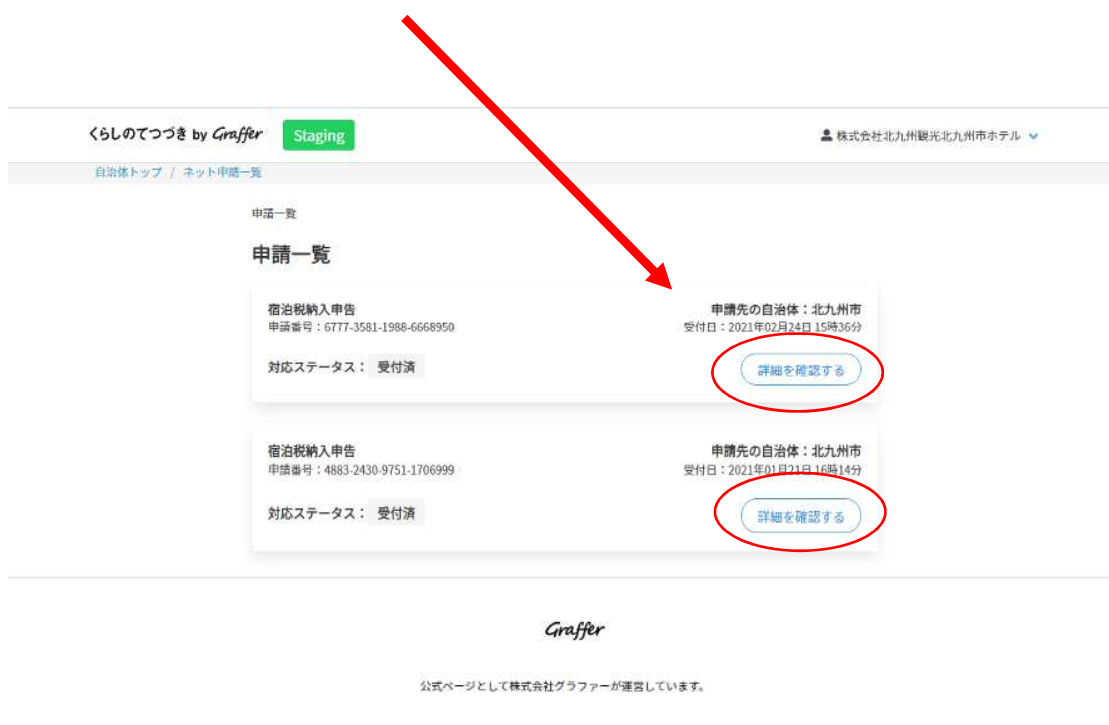 くらしのてつづき by Graffer Staging 株式会社北九州観光北九州市ホテル
自治体トップ / ネット申請一覧
申請一覧
申請一覧
宿泊税納入申告 申請先の自治体：北九州市
申請番号：6777-3581-1988-6668950 受付日：2021年02月24日 15時36分
対応ステータス： 受付済 詳細を確認する
宿泊税納入申告 申請先の自治体：北九州市
申請番号：4883-2430-9751-1706999 受付日：2021年01月21日 16時14分
対応ステータス： 受付済 詳細を確認する
Graffer
公式ページとして株式会社グラファーが運営しています。